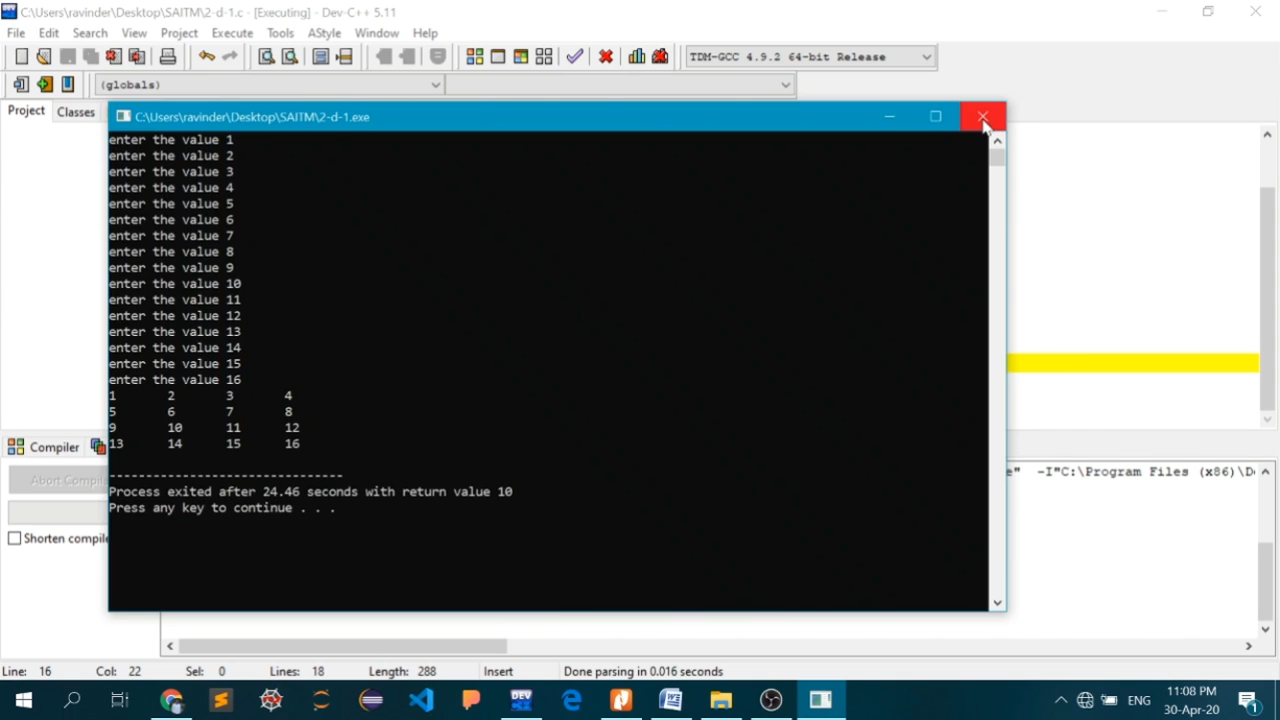 C:\Users\ravinder\Desktop\SAITM\2-d-1.c - [Executing] - Dev-C++ 5.11
File Edit Search View Project Execute Tools AStyle Window Help
TDM-GCC 4.9.2 64-bit Release
(globals)
Project Classes
C:\Users\ravinder\Desktop\SAITM\2-d-1.exe
enter the value 1
enter the value 2
enter the value 3
enter the value 4
enter the value 5
enter the value 6
enter the value 7
enter the value 8
enter the value 9
enter the value 10
enter the value 11
enter the value 12
enter the value 13
enter the value 14
enter the value 15
enter the value 16
1 2 3 4
5 6 7 8
9 10 11 12
13 14 15 16
--------------------------------
Process exited after 24.46 seconds with return value 10
Press any key to continue . . .
Compiler
e" -I"C:\Program Files (x86)\D
Abort Compil
Shorten compile
Line: 16 Col: 22 Sel: 0 Lines: 18 Length: 288 Insert Done parsing in 0.016 seconds
DEV
ENG
11:08 PM
30-Apr-20
1